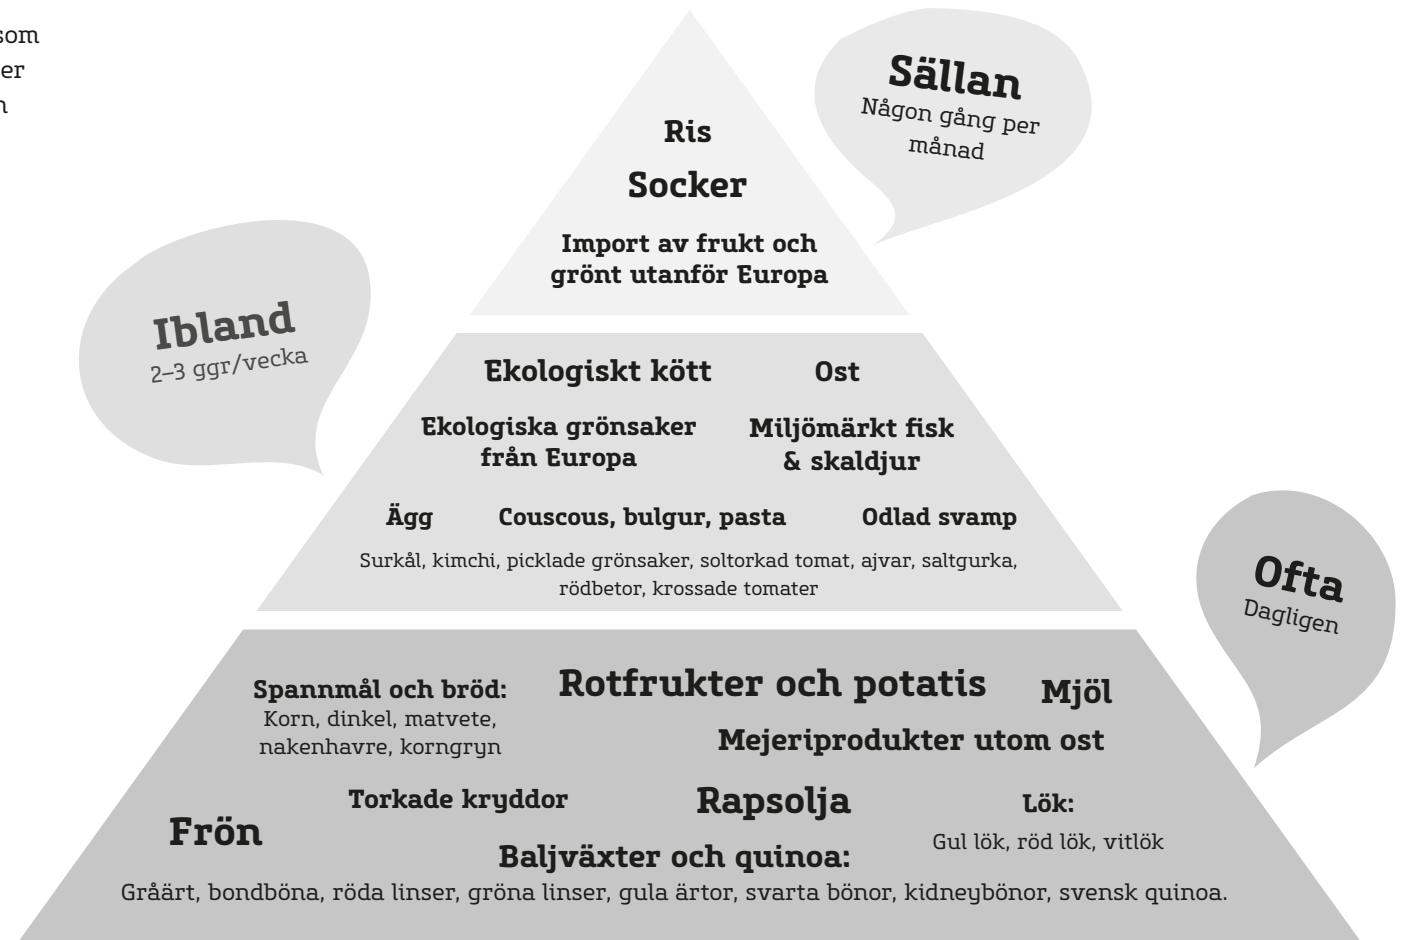 som
er
n
Sällan
Någon gång per
månad
Ris
Socker
Import av frukt och
grönt utanför Europa
Ibland
2–3 ggr/vecka
Ekologiskt kött
Ost
Ekologiska grönsaker
från Europa
Miljömärkt fisk
& skaldjur
Ägg
Couscous, bulgur, pasta
Odlad svamp
Surkål, kimchi, picklade grönsaker, soltorkad tomat, ajvar, saltgurka,
rödbetor, krossade tomater
Ofta
Dagligen
Spannmål och bröd:
Korn, dinkel, matvete,
nakenhavre, korngryn
Rotfrukter och potatis
Mjöl
Mejeriprodukter utom ost
Torkade kryddor
Rapsolja
Lök:
Gul lök, röd lök, vitlök
Frön
Baljväxter och quinoa:
Gråärt, bondböna, röda linser, gröna linser, gula ärtor, svarta bönor, kidneybönor, svensk quinoa.